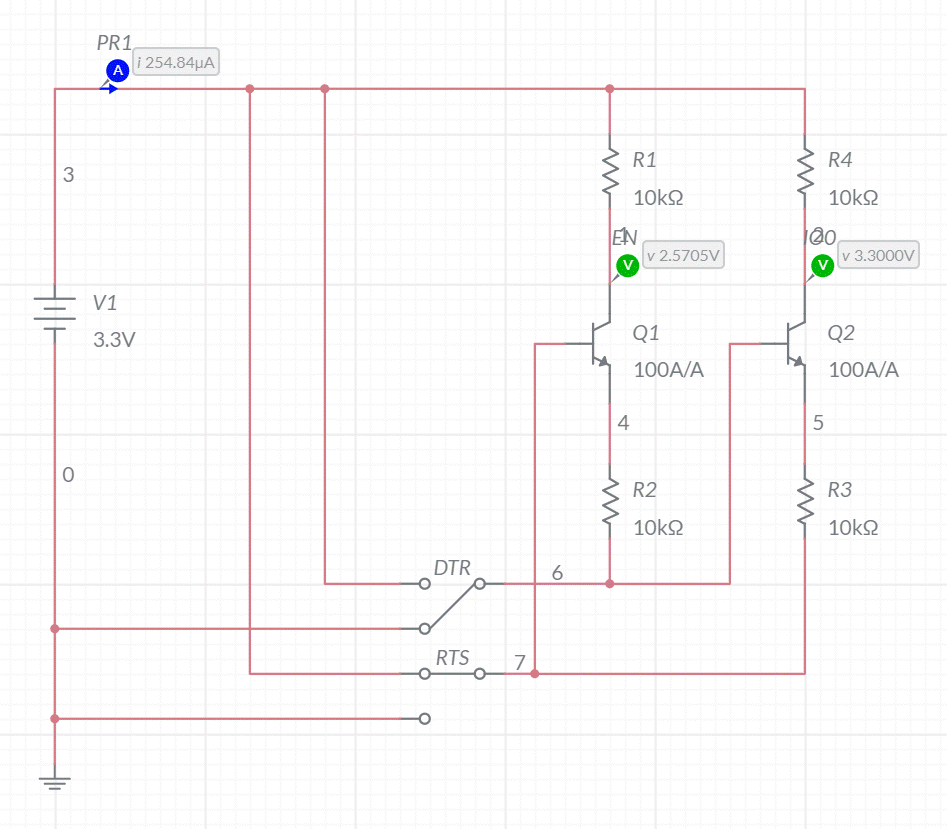 PR1
A
i 254.84µA
3
R1
10kΩ
R4
10kΩ
EN
1
V
v 2.5705V
IO0
2
V
v 3.3000V
V1
3.3V
Q1
100A/A
Q2
100A/A
4
5
0
R2
10kΩ
R3
10kΩ
DTR
6
RTS
7